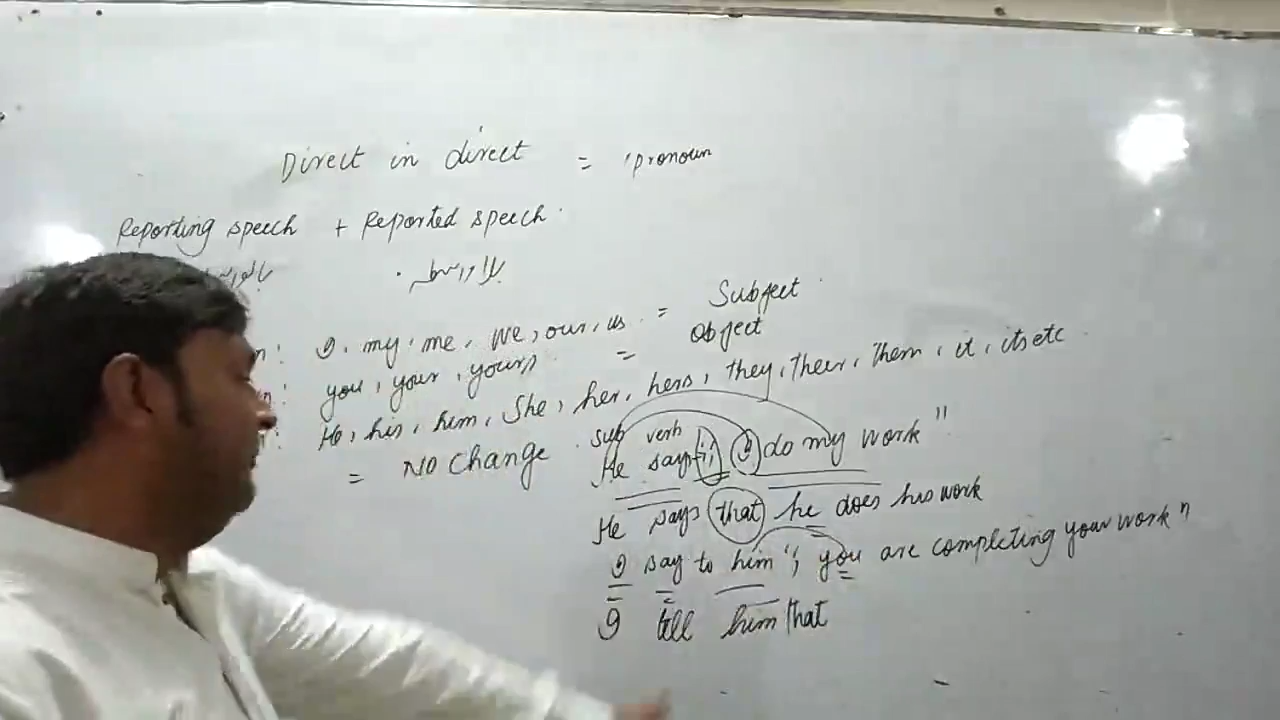 Direct in direct = pronoun
Reporting speech + Reported speech
I, my, me, we, our, us = Subject
you, your, yours = Object
He, his, him, She, her, hers, they, their, them, it, its etc
= No change
Sub verb
He says, "I do my work"
He says that he does his work
I say to him ", you are completing your work"
I tell him that